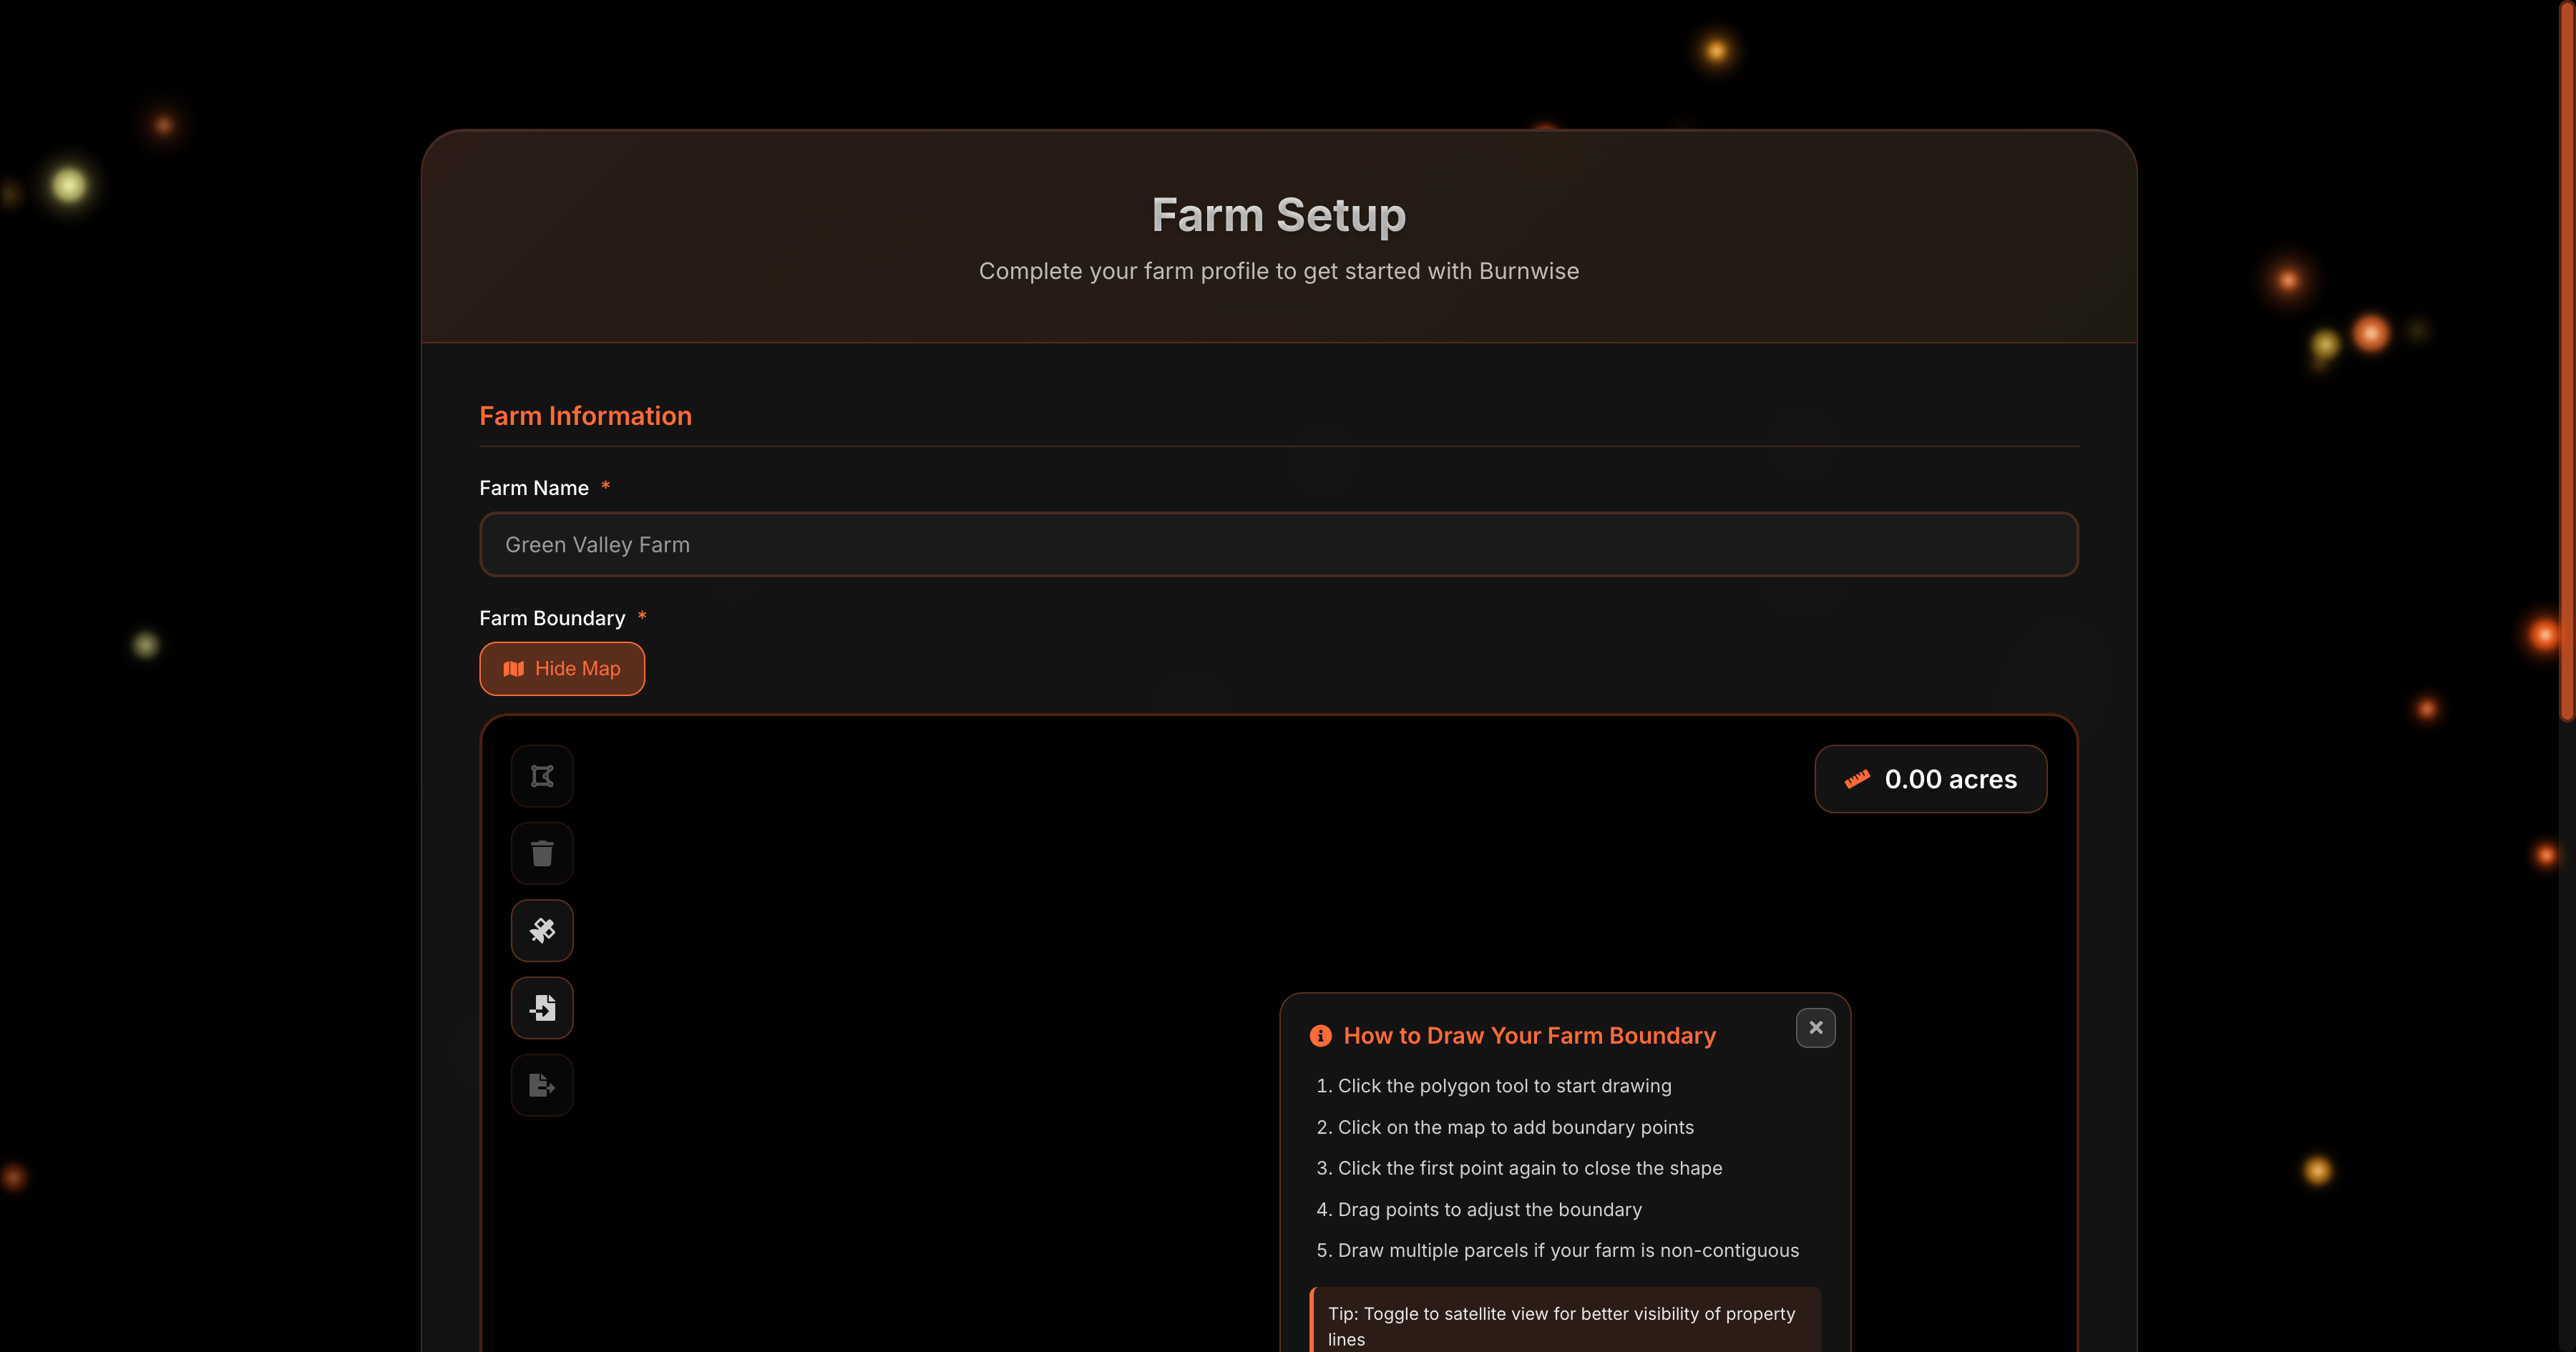 Farm Setup
Complete your farm profile to get started with Burnwise
Farm Information
Farm Name *
Green Valley Farm
Farm Boundary *
Hide Map
0.00 acres
How to Draw Your Farm Boundary
1. Click the polygon tool to start drawing
2. Click on the map to add boundary points
3. Click the first point again to close the shape
4. Drag points to adjust the boundary
5. Draw multiple parcels if your farm is non-contiguous
Tip: Toggle to satellite view for better visibility of property
lines